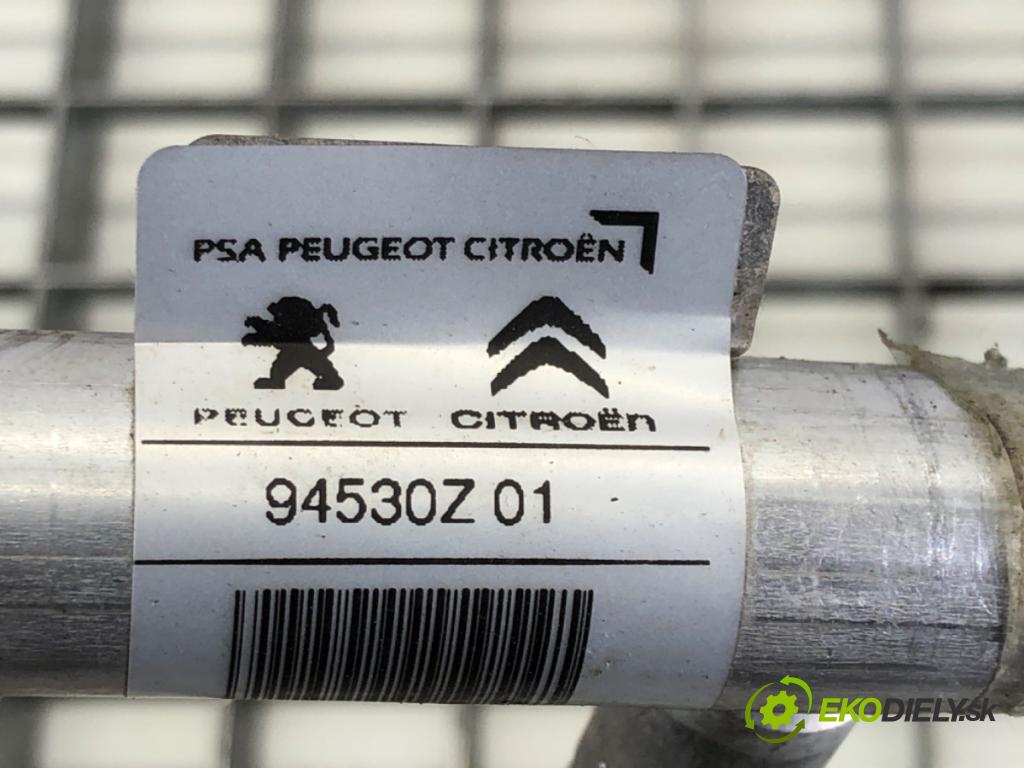 PSA PEUGEOT CITROËN
PEUGEOT CITROËN
94530Z 01
EKODIELY.sk